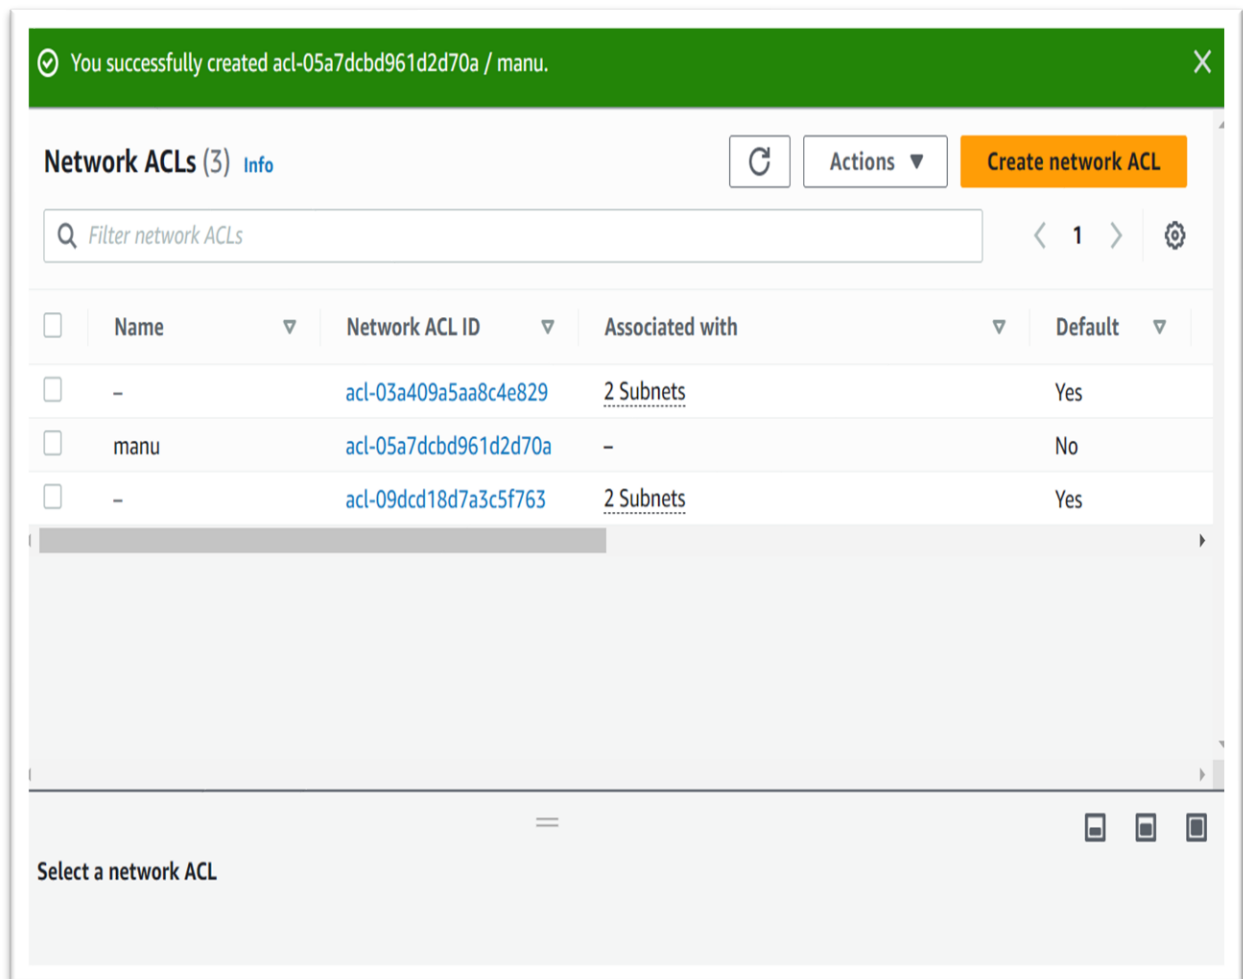 You successfully created acl-05a7dcbd961d2d70a / manu.
Network ACLs (3) Info Actions Create network ACL
Filter network ACLs 1
Name Network ACL ID Associated with Default
– acl-03a409a5aa8c4e829 2 Subnets Yes
manu acl-05a7dcbd961d2d70a – No
– acl-09dcd18d7a3c5f763 2 Subnets Yes
Select a network ACL